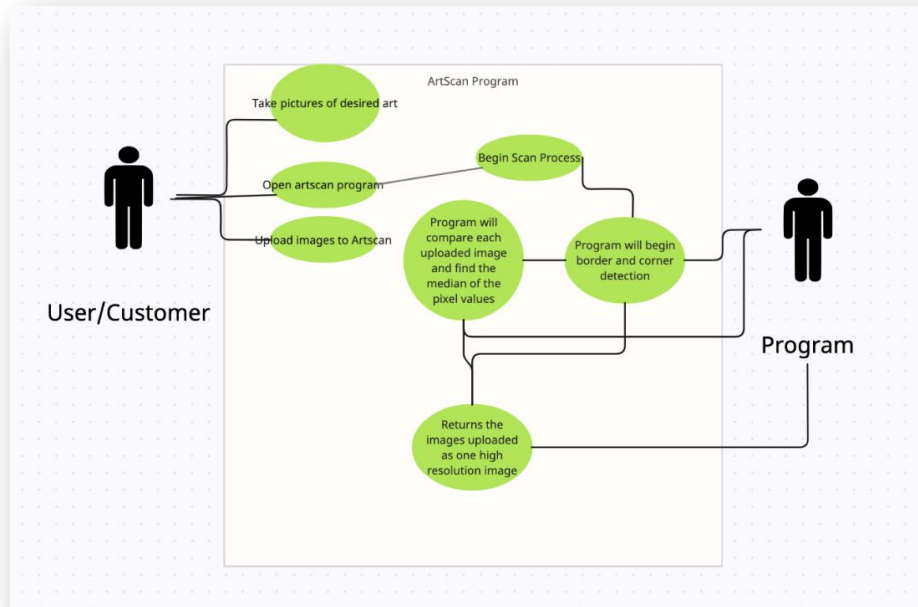 ArtScan Program
Take pictures of desired art
Begin Scan Process
Open artscan program
Upload images to Artscan
Program will
compare each
uploaded image
and find the
median of the
pixel values
Program will begin
border and corner
detection
User/Customer
Program
Returns the
images uploaded
as one high
resolution image